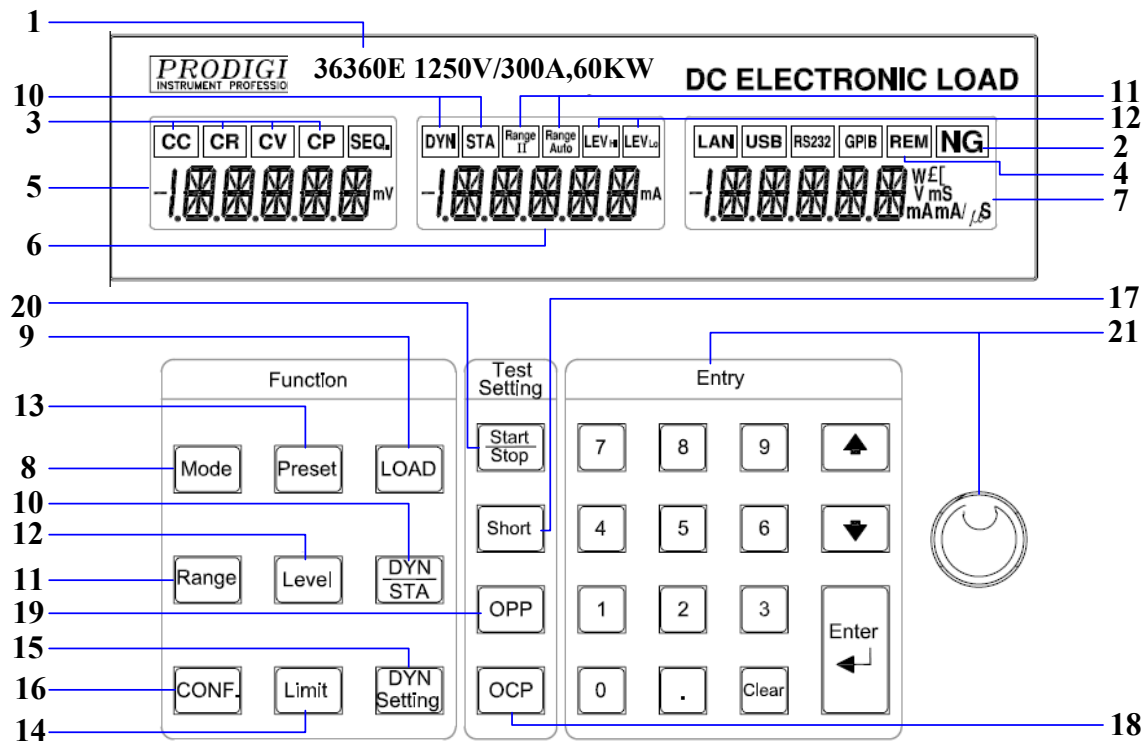 1
PRODIGI
INSTRUMENT PROFESSIO
36360E 1250V/300A,60KW
DC ELECTRONIC LOAD
10
11
3
12
CC CR CV CP SEQ.
DYN STA Range II Range Auto LEV Hi LEV Lo
LAN USB RS232 GPIB REM NG
2
5
mV
mA
W£[
V mS
mAmA/μS
4
7
6
20
17
9
21
Function
Test
Setting
Entry
13
8
Mode
Preset
LOAD
Start
Stop
7
8
9
10
12
Short
4
5
6
11
Range
Level
DYN
STA
19
OPP
1
2
3
Enter
15
16
CONF.
Limit
DYN
Setting
OCP
0
.
Clear
14
18